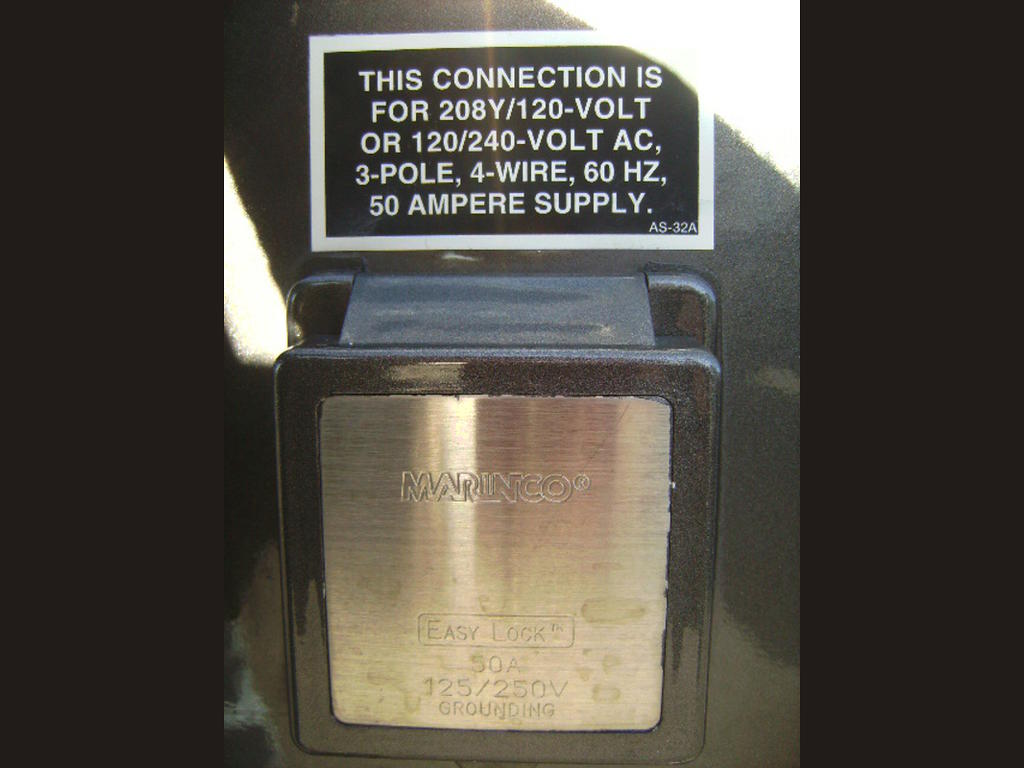 THIS CONNECTION IS
FOR 208Y/120-VOLT
OR 120/240-VOLT AC,
3-POLE, 4-WIRE, 60 HZ,
50 AMPERE SUPPLY.
AS-32A
MARINCO®
EASY LOCK™
50A
125/250V
GROUNDING